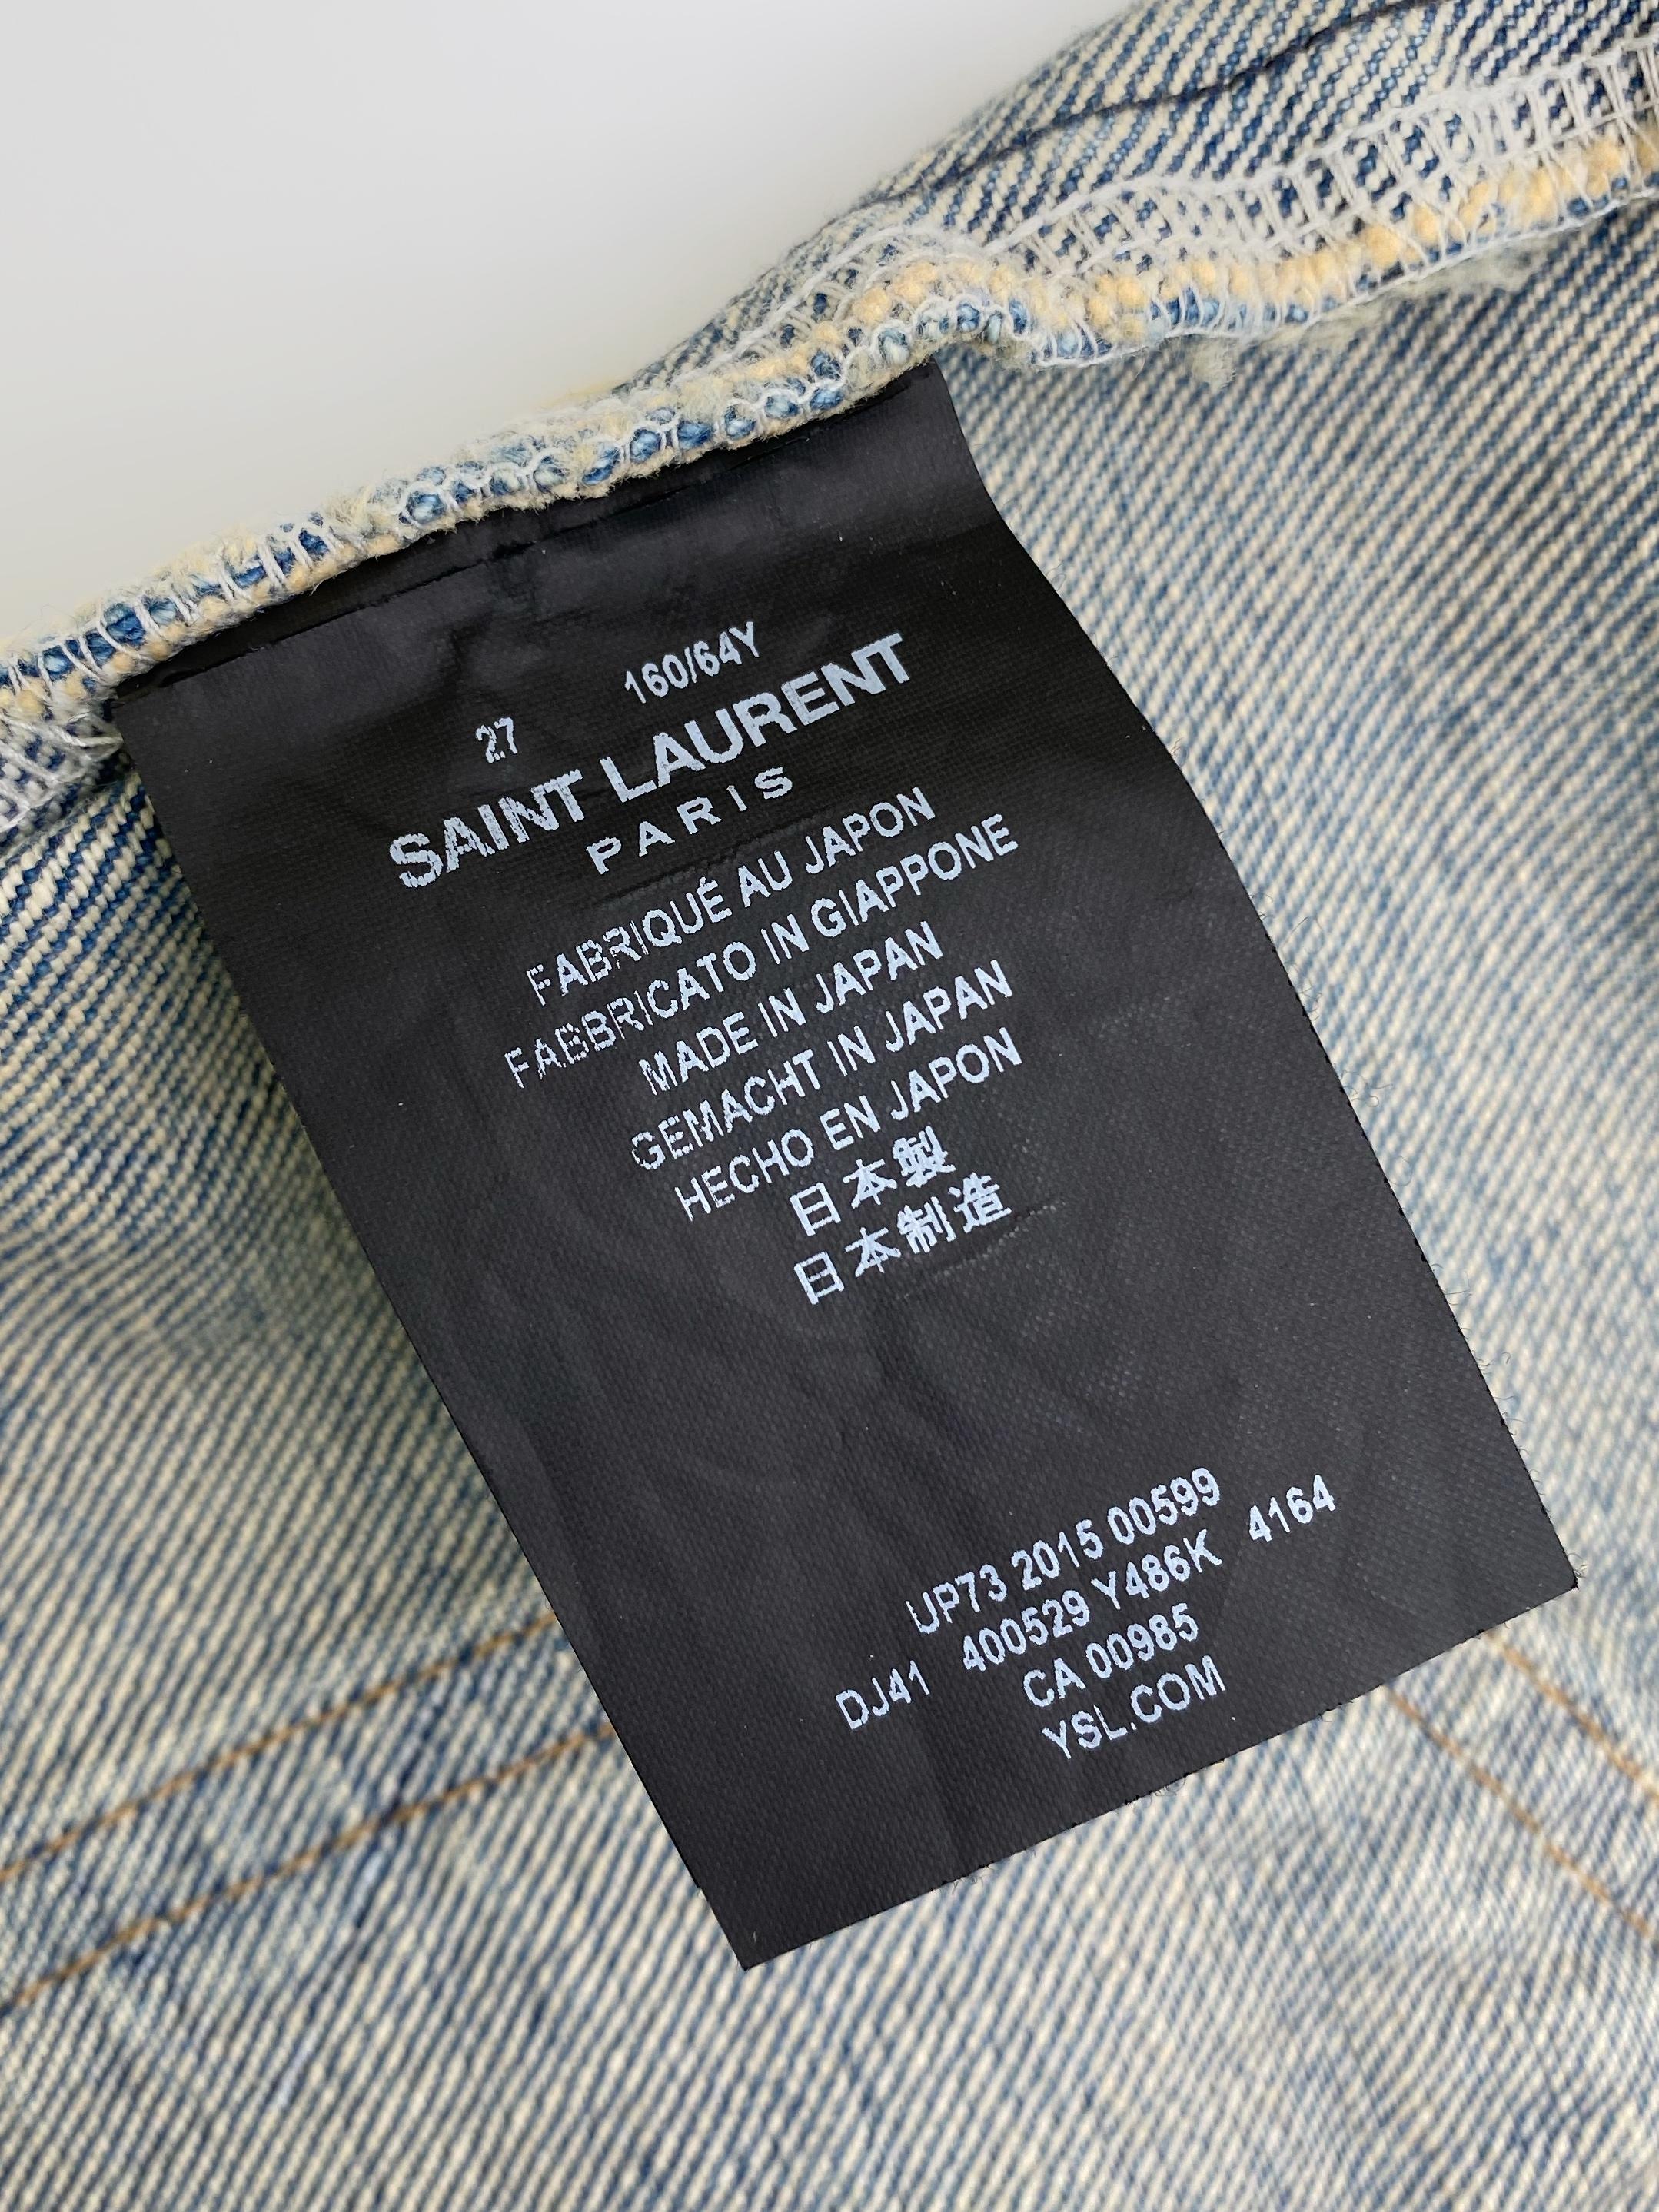 27 160/64Y
SAINT LAURENT
PARIS
FABRIQUÉ AU JAPON
FABBRICATO IN GIAPPONE
MADE IN JAPAN
GEMACHT IN JAPAN
HECHO EN JAPON
日本製
日本制造
UP73 2015 00599
DJ41 400529 Y486K 4164
CA 00985
YSL.COM